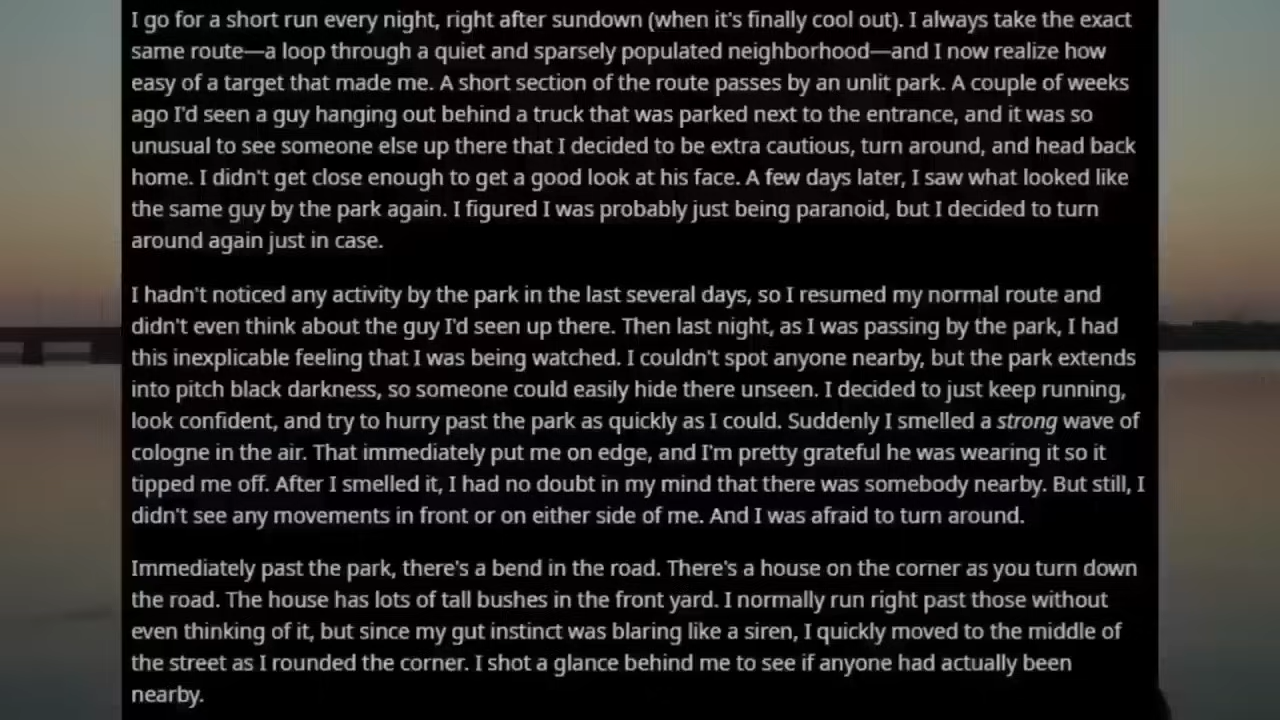 I go for a short run every night, right after sundown (when it's finally cool out). I always take the exact
same route—a loop through a quiet and sparsely populated neighborhood—and I now realize how
easy of a target that made me. A short section of the route passes by an unlit park. A couple of weeks
ago I'd seen a guy hanging out behind a truck that was parked next to the entrance, and it was so
unusual to see someone else up there that I decided to be extra cautious, turn around, and head back
home. I didn't get close enough to get a good look at his face. A few days later, I saw what looked like
the same guy by the park again. I figured I was probably just being paranoid, but I decided to turn
around again just in case.
I hadn't noticed any activity by the park in the last several days, so I resumed my normal route and
didn't even think about the guy I'd seen up there. Then last night, as I was passing by the park, I had
this inexplicable feeling that I was being watched. I couldn't spot anyone nearby, but the park extends
into pitch black darkness, so someone could easily hide there unseen. I decided to just keep running,
look confident, and try to hurry past the park as quickly as I could. Suddenly I smelled a strong wave of
cologne in the air. That immediately put me on edge, and I'm pretty grateful he was wearing it so it
tipped me off. After I smelled it, I had no doubt in my mind that there was somebody nearby. But still, I
didn't see any movements in front or on either side of me. And I was afraid to turn around.
Immediately past the park, there's a bend in the road. There's a house on the corner as you turn down
the road. The house has lots of tall bushes in the front yard. I normally run right past those without
even thinking of it, but since my gut instinct was blaring like a siren, I quickly moved to the middle of
the street as I rounded the corner. I shot a glance behind me to see if anyone had actually been
nearby.